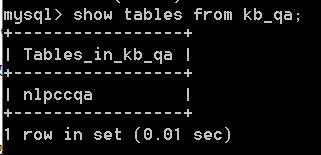 mysql> show tables from kb_qa;
+-----------------+
| Tables_in_kb_qa |
+-----------------+
| nlpccqa         |
+-----------------+
1 row in set (0.01 sec)